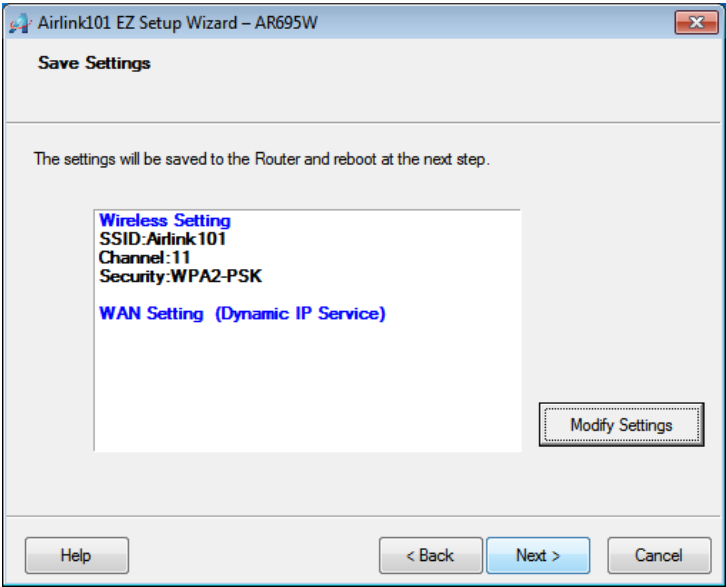 Airlink101 EZ Setup Wizard – AR695W
Save Settings
The settings will be saved to the Router and reboot at the next step.
Wireless Setting
SSID:Airlink101
Channel:11
Security:WPA2-PSK
WAN Setting (Dynamic IP Service)
Modify Settings
Help
< Back
Next >
Cancel